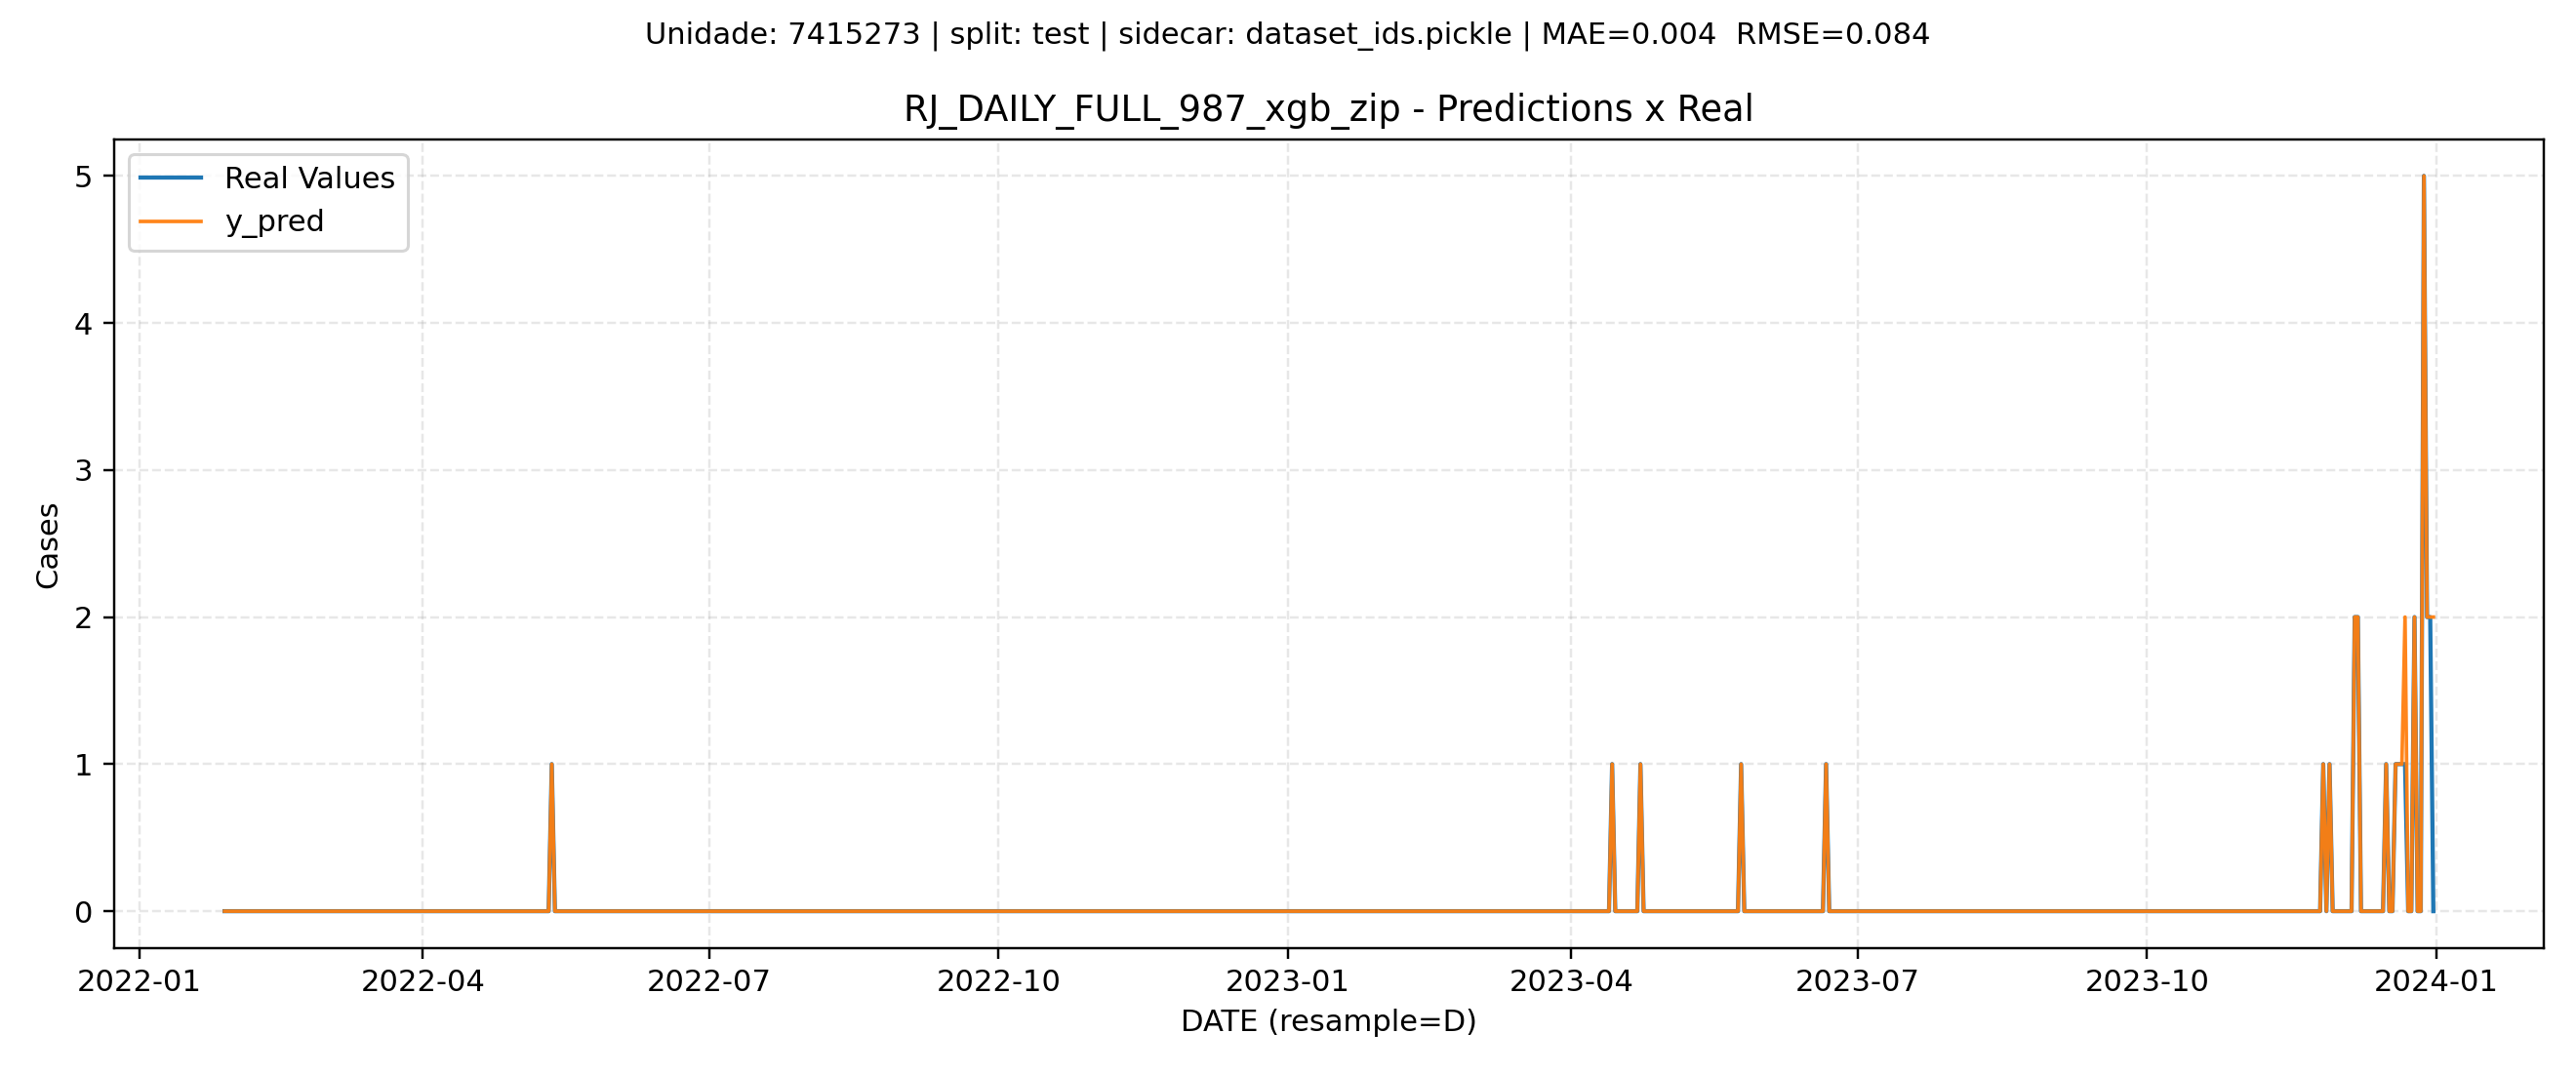 Unidade: 7415273 | split: test | sidecar: dataset_ids.pickle | MAE=0.004  RMSE=0.084
RJ_DAILY_FULL_987_xgb_zip - Predictions x Real
Real Values
y_pred
5
4
3
2
1
0
Cases
2022-01 2022-04 2022-07 2022-10 2023-01 2023-04 2023-07 2023-10 2024-01
DATE (resample=D)